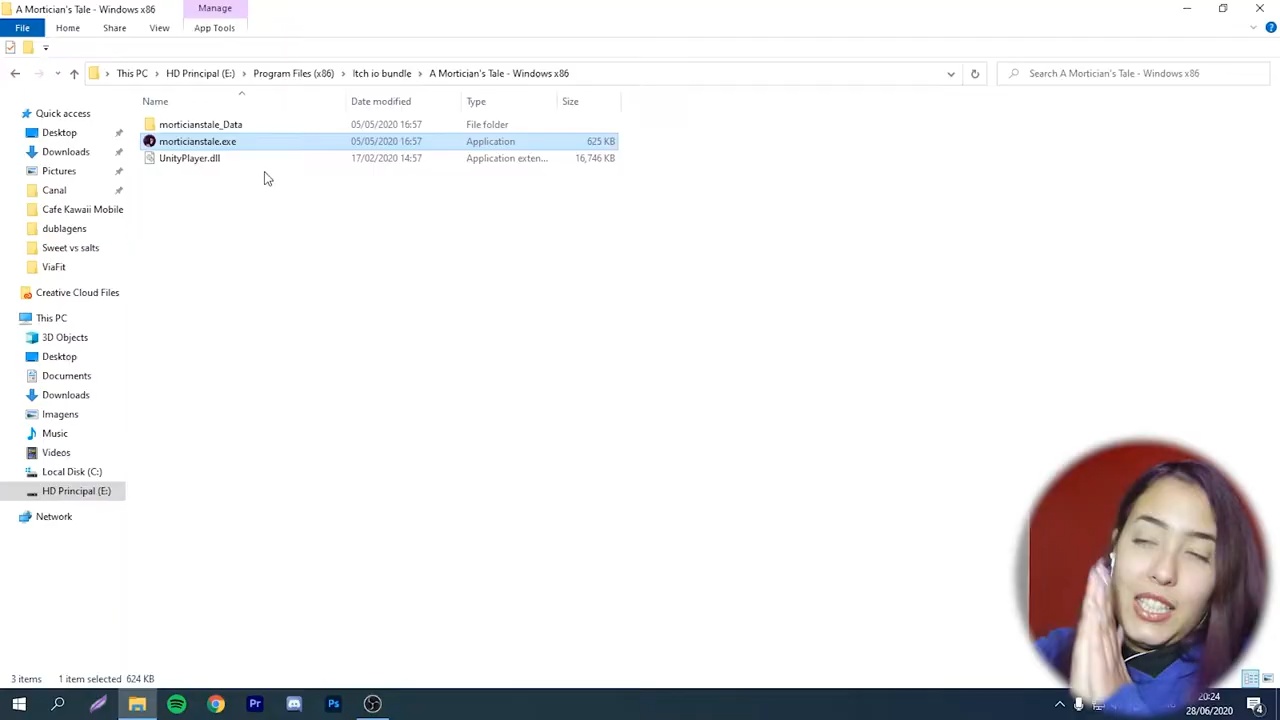 A Mortician's Tale - Windows x86
Manage
File
Home
Share
View
App Tools
This PC
HD Principal (E:)
Program Files (x86)
Itch io bundle
A Mortician's Tale - Windows x86
Search A Mortician's Tale - Windows x86
Name
Date modified
Type
Size
morticianstale_Data
05/05/2020 16:57
File folder
morticianstale.exe
05/05/2020 16:57
Application
625 KB
UnityPlayer.dll
17/02/2020 14:57
Application exten...
16,746 KB
Quick access
Desktop
Downloads
Pictures
Canal
Cafe Kawaii Mobile
dublagens
Sweet vs salts
ViaFit
Creative Cloud Files
This PC
3D Objects
Desktop
Documents
Downloads
Imagens
Music
Videos
Local Disk (C:)
HD Principal (E:)
Network
3 items
1 item selected 624 KB
Pr
Ps
20:24
28/06/2020
4